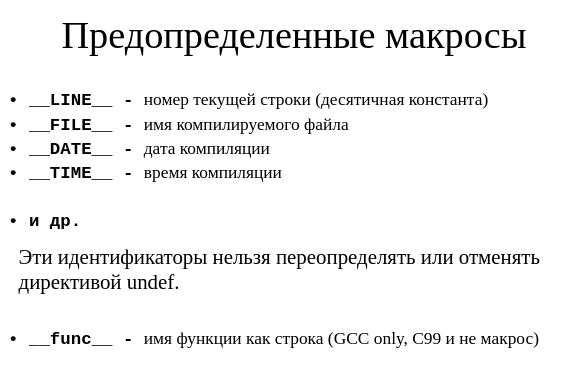 Предопределенные макросы
• __LINE__ - номер текущей строки (десятичная константа)
• __FILE__ - имя компилируемого файла
• __DATE__ - дата компиляции
• __TIME__ - время компиляции
• и др.
Эти идентификаторы нельзя переопределять или отменять
директивой undef.
• __func__ - имя функции как строка (GCC only, C99 и не макрос)